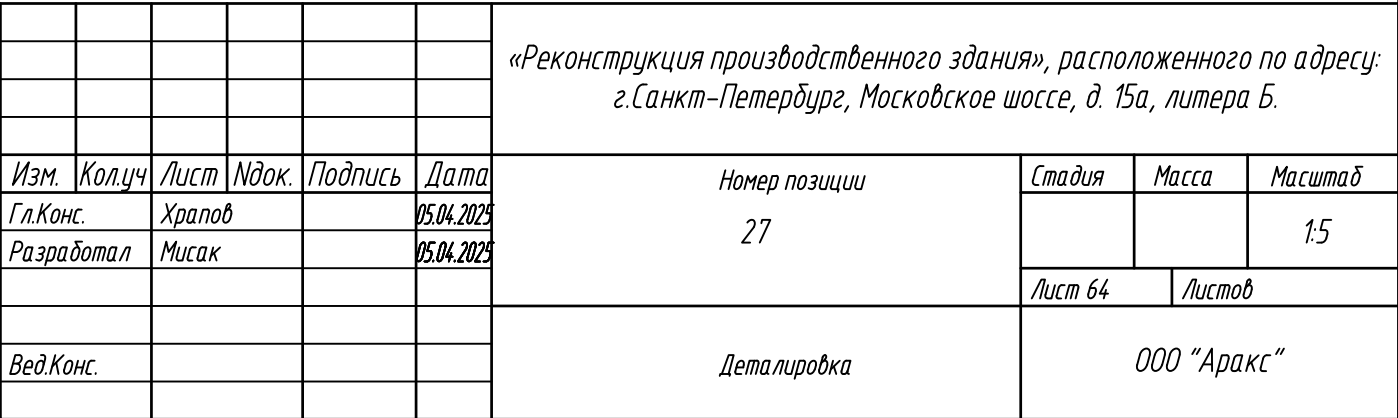 «Реконструкция производственного здания», расположенного по адресу:
г.Санкт-Петербург, Московское шоссе, д. 15а, литера Б.
Изм. Кол.уч Лист Nдок. Подпись Дата
Номер позиции
Стадия Масса Масштаб
Гл.Конс. Храпов 05.04.2025
27
1:5
Разработал Мисак 05.04.2025
Лист 64 Листов
Вед.Конс.
Деталировка
ООО "Аракс"